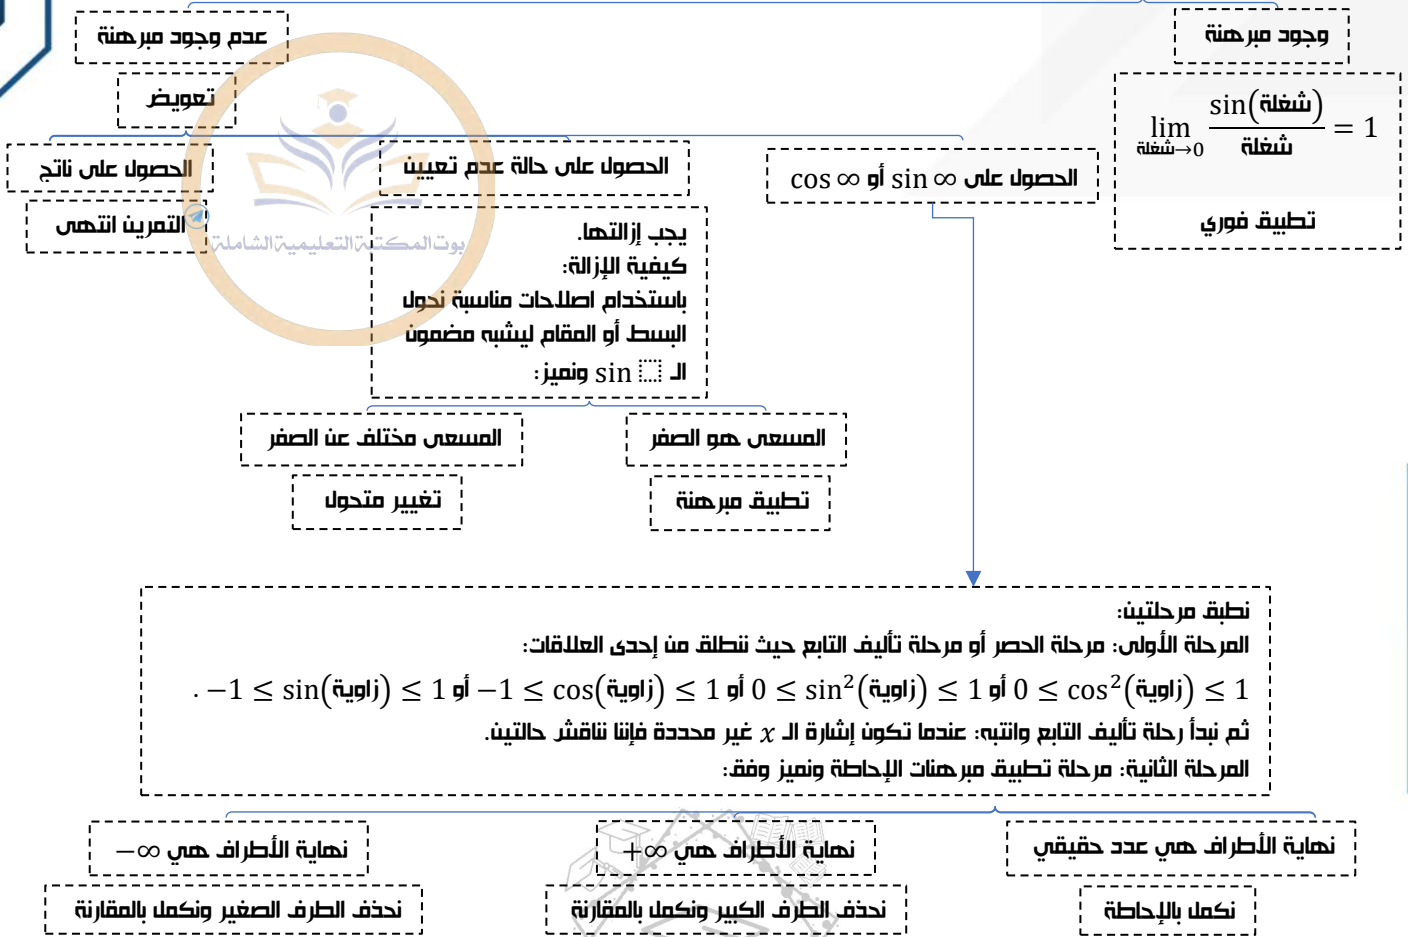 وجود مبرهنة
عدم وجود مبرهنة
lim شغلة→0 sin(شغلة)/شغلة = 1
تطبيق فوري
تعويض
الحصول على sin ∞ أو cos ∞
الحصول على حالة عدم تعيين
الحصول على ناتج
التمرين انتهى
يجب إزالتها.
كيفية الإزالة:
باستخدام اصلاحات مناسبة نحول
البسط أو المقام ليشبه مضمون
الـ sin ⬚ ونميز:
بوت المكتبة التعليمية الشاملة
المسعى هو الصفر
المسعى مختلف عن الصفر
تطبيق مبرهنة
تغيير متحول
نطبق مرحلتين:
المرحلة الأولى: مرحلة الحصر أو مرحلة تأليف التابع حيث ننطلق من إحدى العلاقات:
0 ≤ cos²(زاوية) ≤ 1 أو 0 ≤ sin²(زاوية) ≤ 1 أو −1 ≤ cos(زاوية) ≤ 1 أو −1 ≤ sin(زاوية) ≤ 1 .
ثم نبدأ رحلة تأليف التابع وانتبه: عندما تكون إشارة الـ x غير محددة فإننا نناقش حالتين.
المرحلة الثانية: مرحلة تطبيق مبرهنات الإحاطة ونميز وفق:
نهاية الأطراف هي عدد حقيقي
نهاية الأطراف هي +∞
نهاية الأطراف هي −∞
نكمل بالإحاطة
نحذف الطرف الكبير ونكمل بالمقارنة
نحذف الطرف الصغير ونكمل بالمقارنة